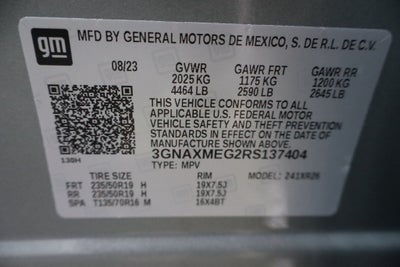 gm
MFD BY GENERAL MOTORS DE MEXICO, S. DE R.L. DE C.V.
08/23 GVWR GAWR FRT GAWR RR
2025 KG 1175 KG 1200 KG
4464 LB 2590 LB 2645 LB
THIS VEHICLE CONFORMS TO ALL
APPLICABLE U.S. FEDERAL MOTOR
VEHICLE SAFETY AND THEFT PREVENTION
STANDARDS IN EFFECT ON THE DATE OF
MANUFACTURE SHOWN ABOVE.
3GNAXMEG2RS137404
130H TYPE: MPV MODEL: 241XR26
TIRE SIZE RIM
FRT 235/50R19 H 19X7.5J
RR 235/50R19 H 19X7.5J
SPA T135/70R16 M 16X4BT